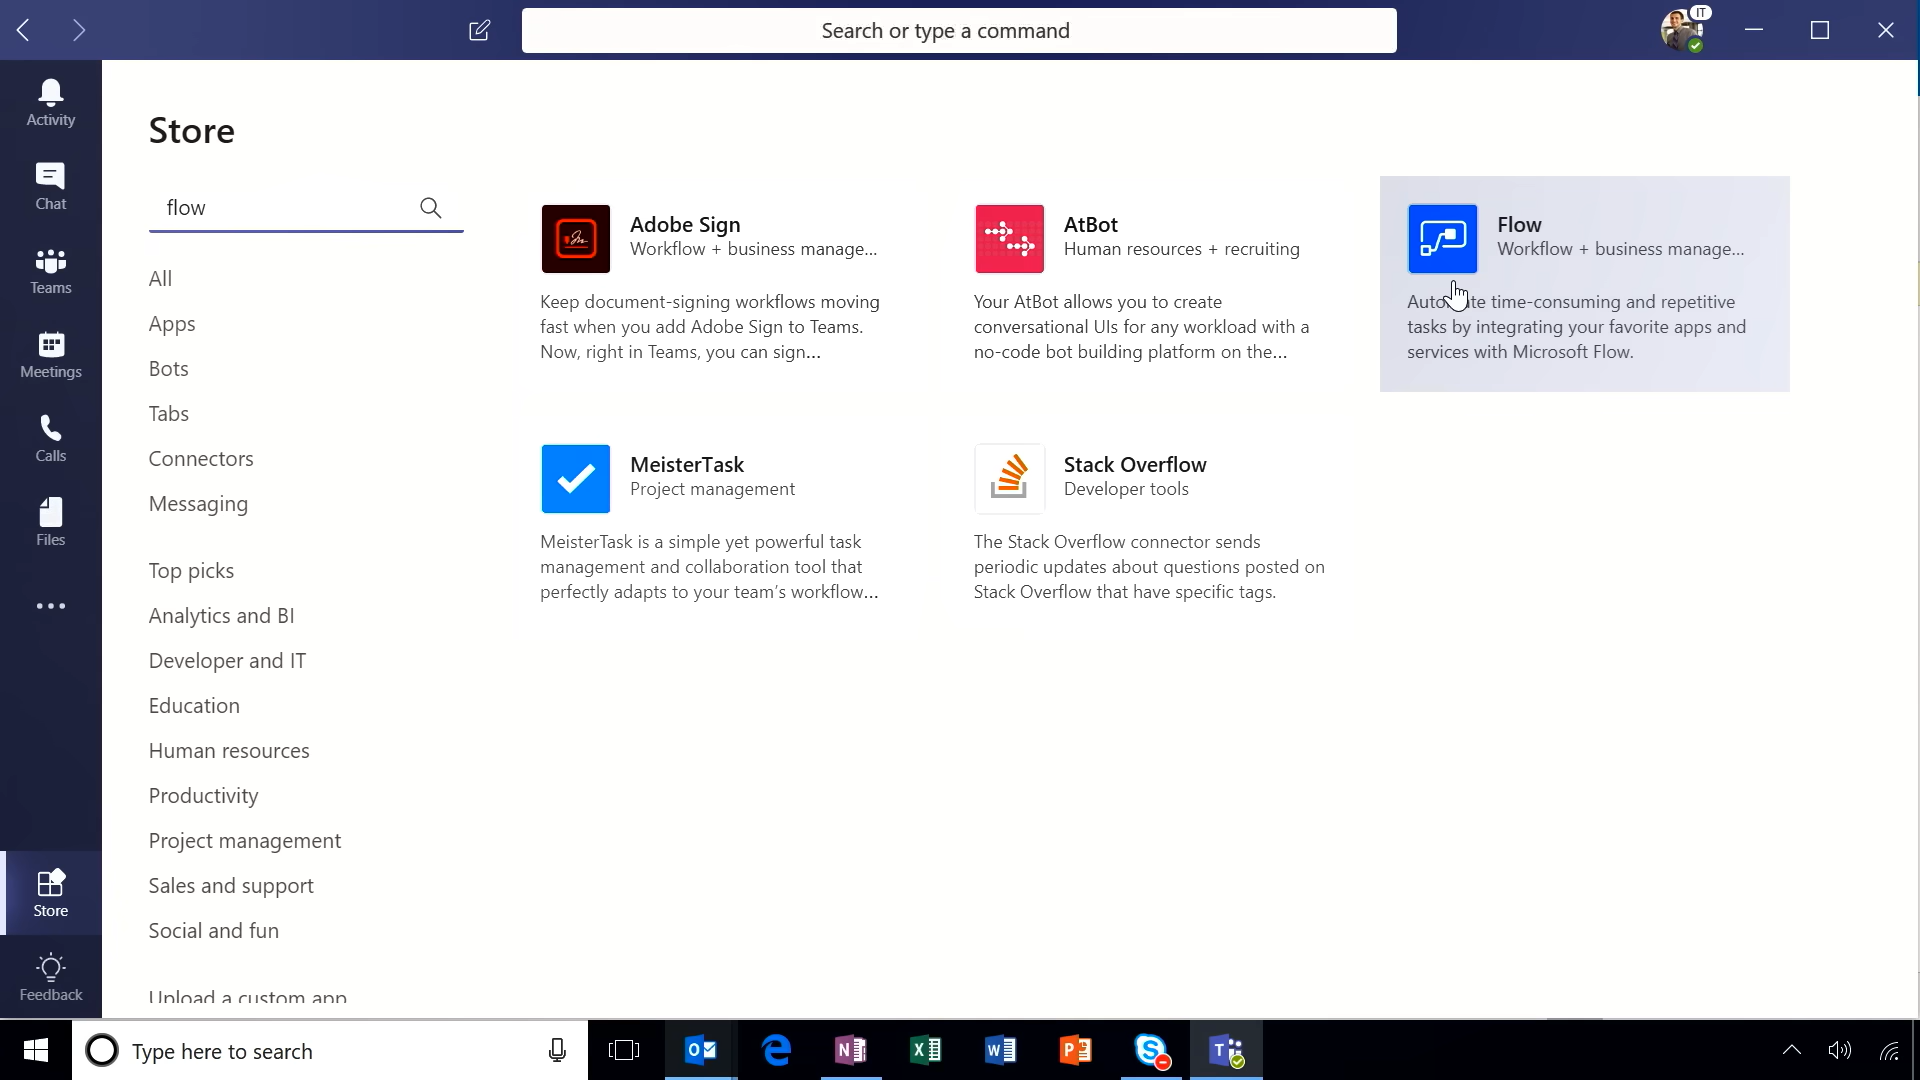 Search or type a command
IT
Activity
Chat
Teams
Meetings
Calls
Files
Store
Feedback
Store
flow
All
Apps
Bots
Tabs
Connectors
Messaging
Top picks
Analytics and BI
Developer and IT
Education
Human resources
Productivity
Project management
Sales and support
Social and fun
Upload a custom app
Adobe Sign
Workflow + business manage...
Keep document-signing workflows moving
fast when you add Adobe Sign to Teams.
Now, right in Teams, you can sign...
AtBot
Human resources + recruiting
Your AtBot allows you to create
conversational UIs for any workload with a
no-code bot building platform on the...
Flow
Workflow + business manage...
Automate time-consuming and repetitive
tasks by integrating your favorite apps and
services with Microsoft Flow.
MeisterTask
Project management
MeisterTask is a simple yet powerful task
management and collaboration tool that
perfectly adapts to your team's workflow...
Stack Overflow
Developer tools
The Stack Overflow connector sends
periodic updates about questions posted on
Stack Overflow that have specific tags.
Type here to search